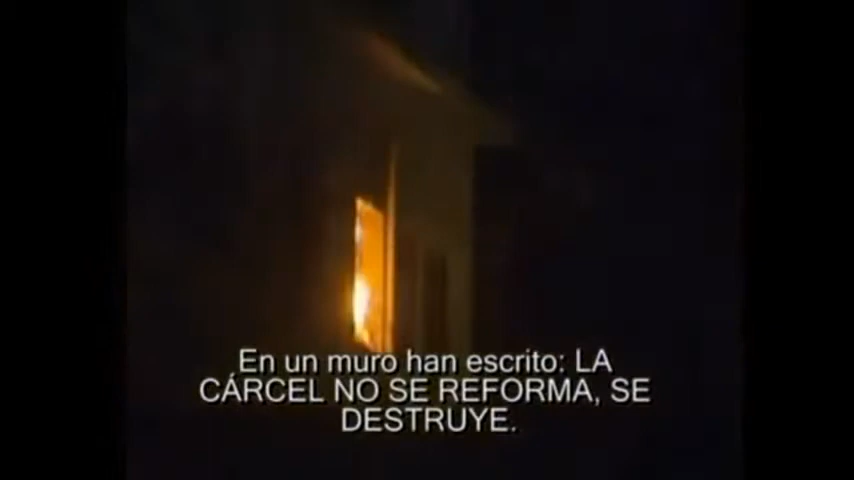 En un muro han escrito: LA
CÁRCEL NO SE REFORMA, SE
DESTRUYE.